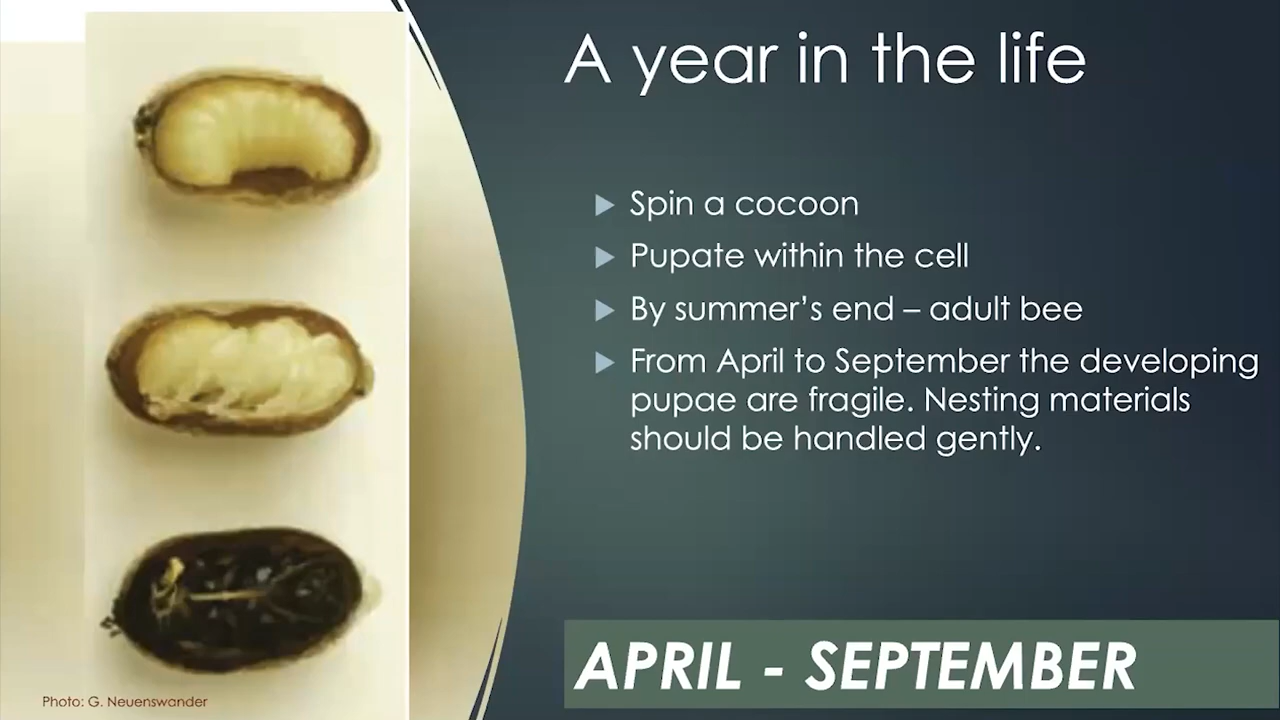 A year in the life
Spin a cocoon
Pupate within the cell
By summer's end – adult bee
From April to September the developing
pupae are fragile. Nesting materials
should be handled gently.
APRIL - SEPTEMBER
Photo: G. Neuenswander